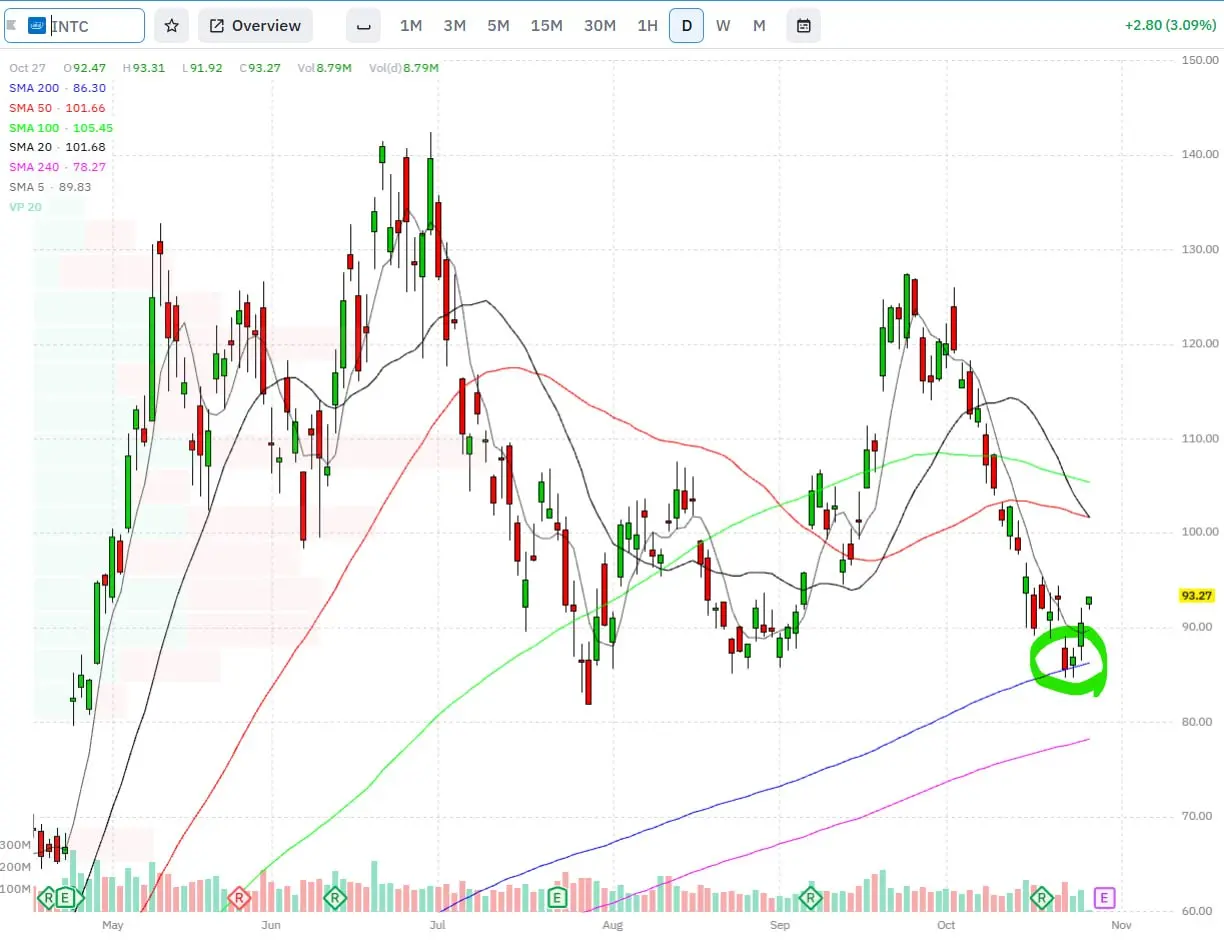 INTC Overview 1M 3M 5M 15M 30M 1H D W M +2.80 (3.09%)
Oct 27 O92.47 H93.31 L91.92 C93.27 Vol8.79M Vol(d)8.79M
SMA 200 · 86.30
SMA 50 · 101.66
SMA 100 · 105.45
SMA 20 · 101.68
SMA 240 · 78.27
SMA 5 · 89.83
VP 20
150.00
140.00
130.00
120.00
110.00
100.00
93.27
90.00
80.00
70.00
60.00
300M
200M
100M
R E R R E R R E
May Jun Jul Aug Sep Oct Nov